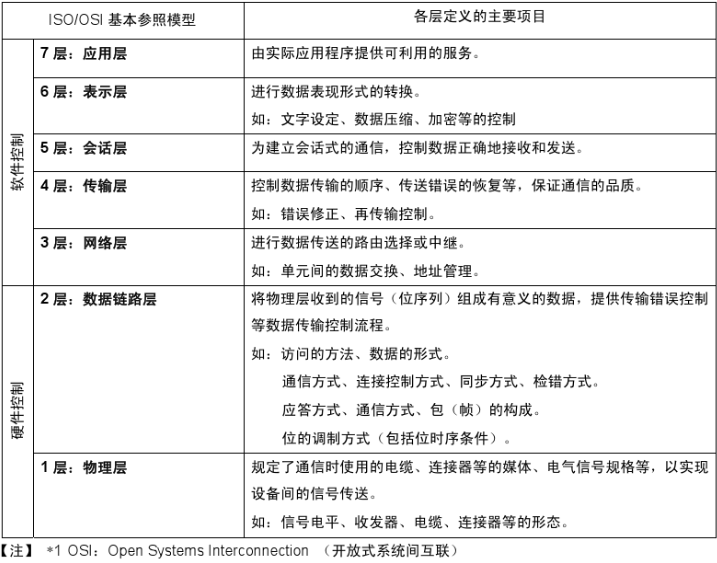 ISO/OSI 基本参照模型
各层定义的主要项目
软件控制
7 层：应用层
由实际应用程序提供可利用的服务。
6 层：表示层
进行数据表现形式的转换。
如：文字设定、数据压缩、加密等的控制
5 层：会话层
为建立会话式的通信，控制数据正确地接收和发送。
4 层：传输层
控制数据传输的顺序、传送错误的恢复等，保证通信的品质。
如：错误修正、再传输控制。
3 层：网络层
进行数据传送的路由选择或中继。
如：单元间的数据交换、地址管理。
硬件控制
2 层：数据链路层
将物理层收到的信号（位序列）组成有意义的数据，提供传输错误控制
等数据传输控制流程。
如：访问的方法、数据的形式。
通信方式、连接控制方式、同步方式、检错方式。
应答方式、通信方式、包（帧）的构成。
位的调制方式（包括位时序条件）。
1 层：物理层
规定了通信时使用的电缆、连接器等的媒体、电气信号规格等，以实现
设备间的信号传送。
如：信号电平、收发器、电缆、连接器等的形态。
【注】 *1 OSI：Open Systems Interconnection （开放式系统间互联）